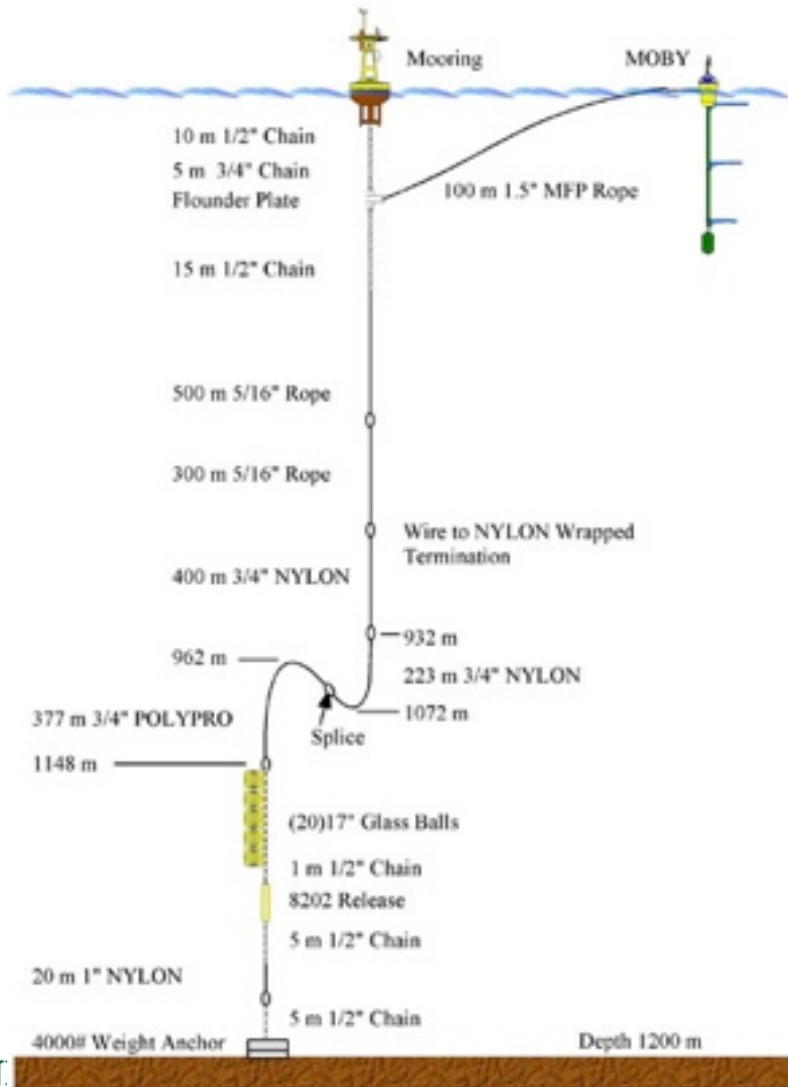 Mooring
MOBY
10 m 1/2" Chain
5 m 3/4" Chain
Flounder Plate
100 m 1.5" MFP Rope
15 m 1/2" Chain
500 m 5/16" Rope
300 m 5/16" Rope
Wire to NYLON Wrapped
Termination
400 m 3/4" NYLON
932 m
962 m
223 m 3/4" NYLON
1072 m
377 m 3/4" POLYPRO
Splice
1148 m
(20)17" Glass Balls
1 m 1/2" Chain
8202 Release
5 m 1/2" Chain
20 m 1" NYLON
5 m 1/2" Chain
4000# Weight Anchor
Depth 1200 m